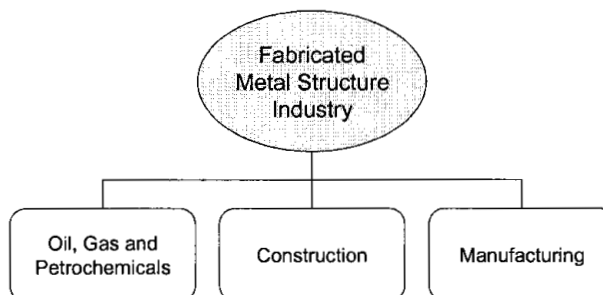 Fabricated
Metal Structure
Industry
Oil, Gas and
Petrochemicals
Construction
Manufacturing